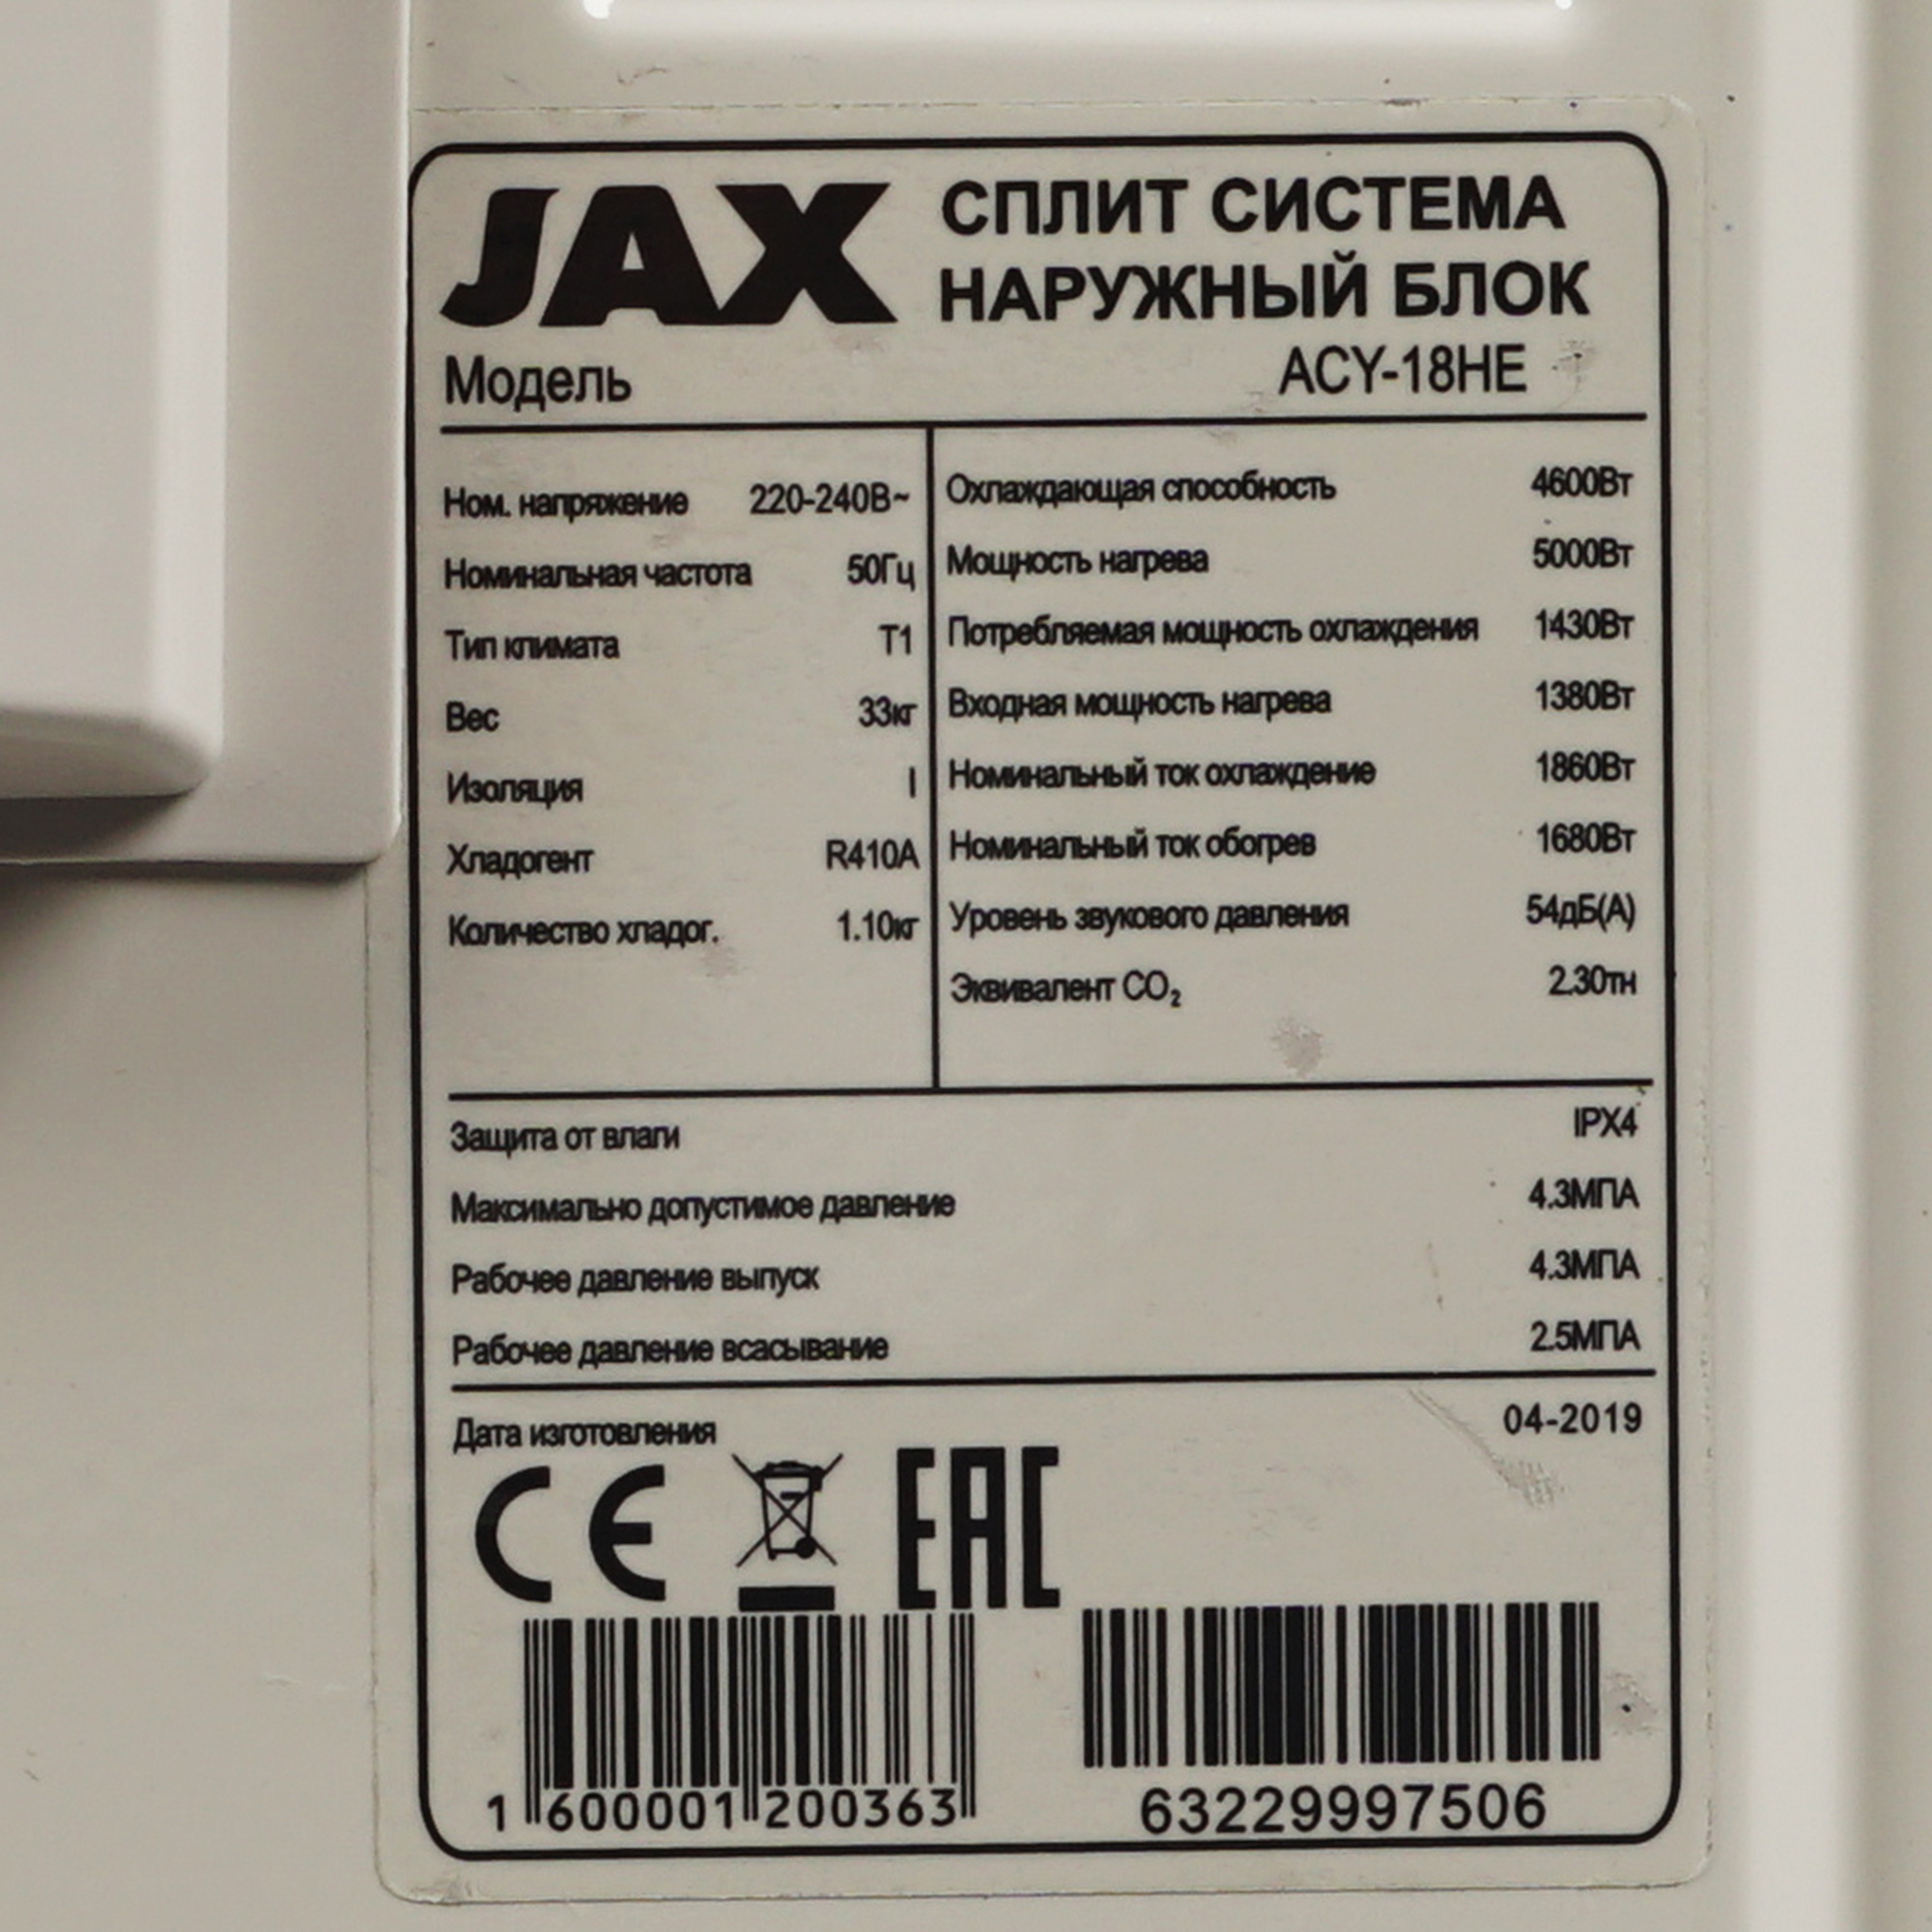 JAX
СПЛИТ СИСТЕМА
НАРУЖНЫЙ БЛОК
Модель ACY-18HE
Ном. напряжение 220-240В~
Номинальная частота 50Гц
Тип климата T1
Вес 33кг
Изоляция I
Хладогент R410A
Количество хладог. 1.10кг
Охлаждающая способность 4600Вт
Мощность нагрева 5000Вт
Потребляемая мощность охлаждения 1430Вт
Входная мощность нагрева 1380Вт
Номинальный ток охлаждение 1860Вт
Номинальный ток обогрев 1680Вт
Уровень звукового давления 54дБ(А)
Эквивалент CO₂ 2.30тн
Защита от влаги IPX4
Максимально допустимое давление 4.3МПА
Рабочее давление выпуск 4.3МПА
Рабочее давление всасывание 2.5МПА
Дата изготовления 04-2019
CE EAC
1 600001 200363
63229997506